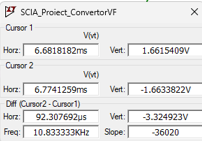 SCIA_Proiect_ConvertorVF
Cursor 1
V(vt)
Horz: 6.6818182ms Vert: 1.6615409V
Cursor 2
V(vt)
Horz: 6.7741259ms Vert: -1.6633822V
Diff (Cursor2 - Cursor1)
Horz: 92.307692µs Vert: -3.324923V
Freq: 10.833333KHz Slope: -36020